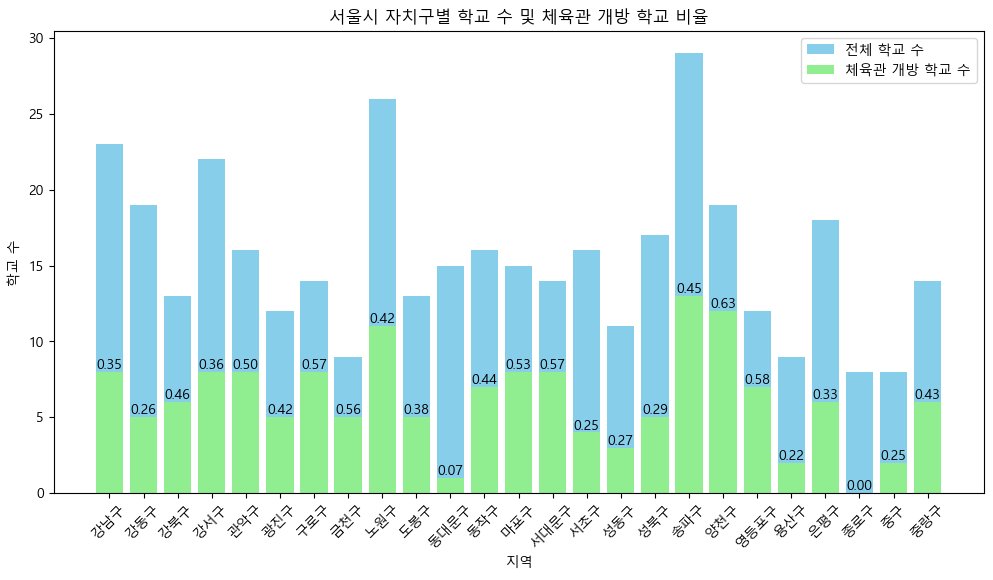 서울시 자치구별 학교 수 및 체육관 개방 학교 비율
전체 학교 수
체육관 개방 학교 수
학교 수
30
25
20
15
10
5
0
0.35
0.26
0.46
0.36
0.50
0.42
0.57
0.56
0.42
0.38
0.07
0.44
0.53
0.57
0.25
0.27
0.29
0.45
0.63
0.58
0.22
0.33
0.00
0.25
0.43
강남구
강동구
강북구
강서구
관악구
광진구
구로구
금천구
노원구
도봉구
동대문구
동작구
마포구
서대문구
서초구
성동구
성북구
송파구
양천구
영등포구
용산구
은평구
종로구
중구
중랑구
지역